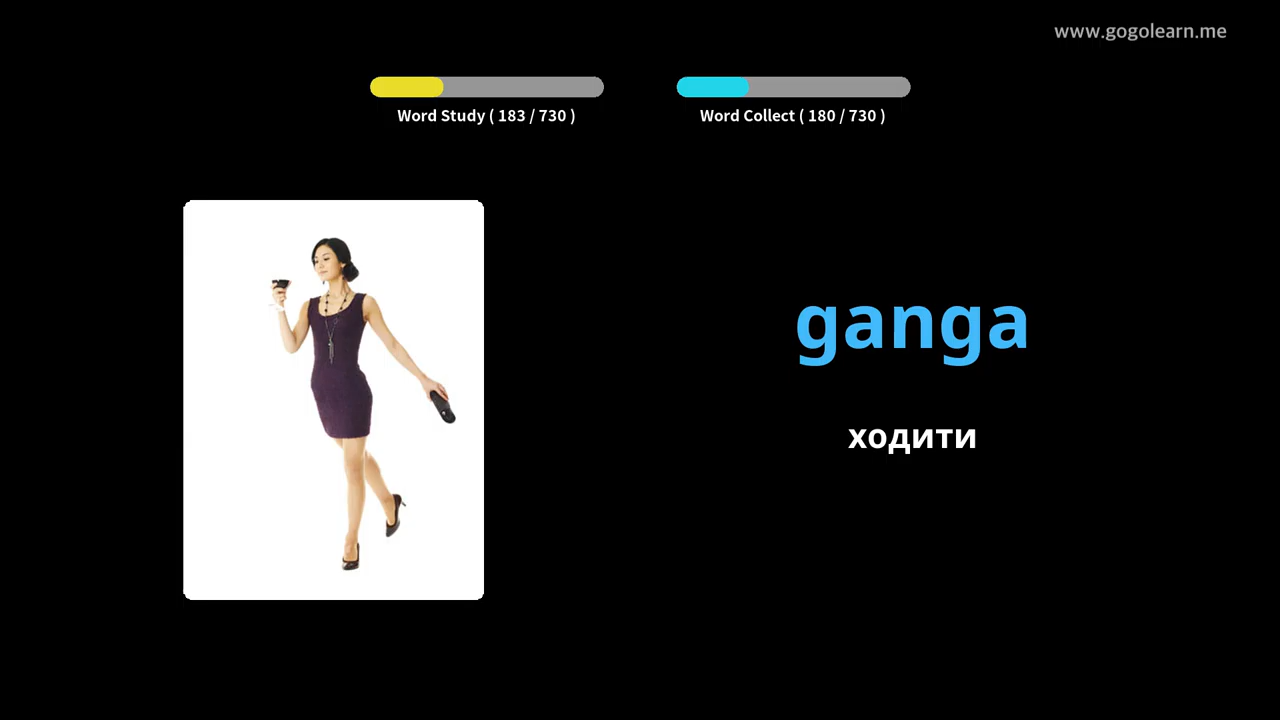 www.gogolearn.me
Word Study ( 183 / 730 )
Word Collect ( 180 / 730 )
ganga
ходити